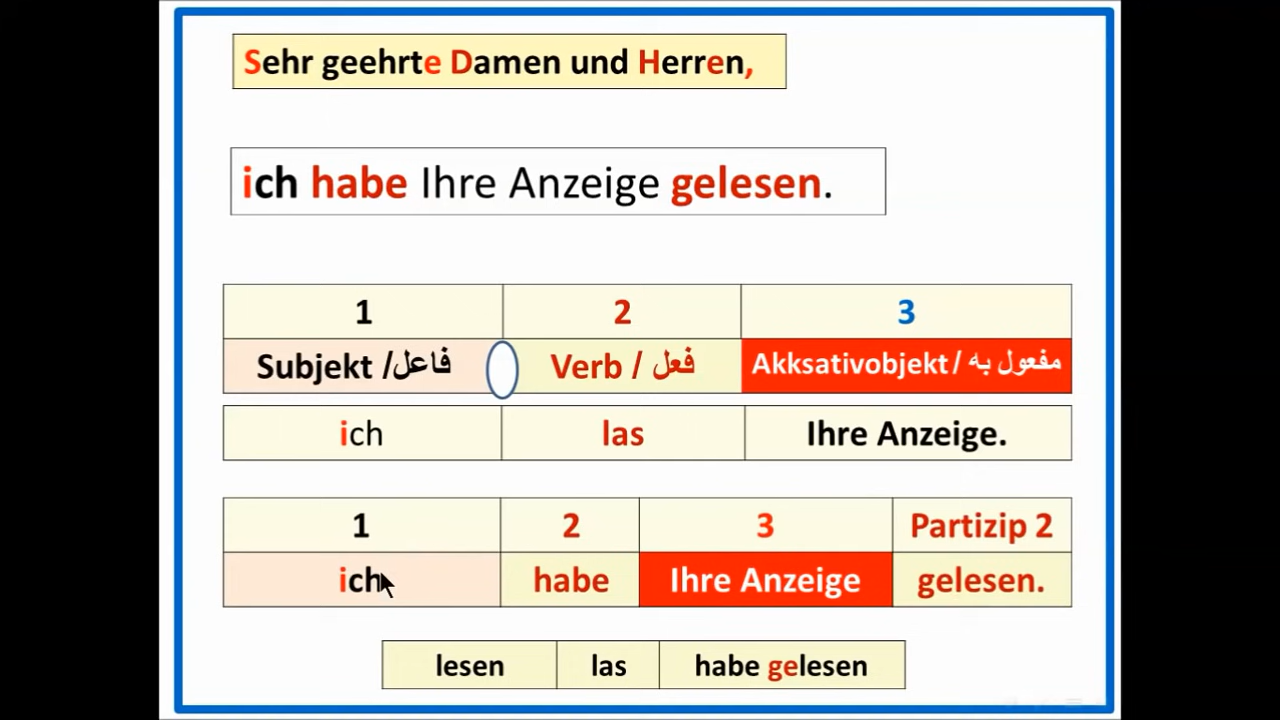 Sehr geehrte Damen und Herren,
ich habe Ihre Anzeige gelesen.
1 2 3
Subjekt /فاعل Verb / فعل Akksativobjekt / مفعول به
ich las Ihre Anzeige.
1 2 3 Partizip 2
ich habe Ihre Anzeige gelesen.
lesen las habe gelesen